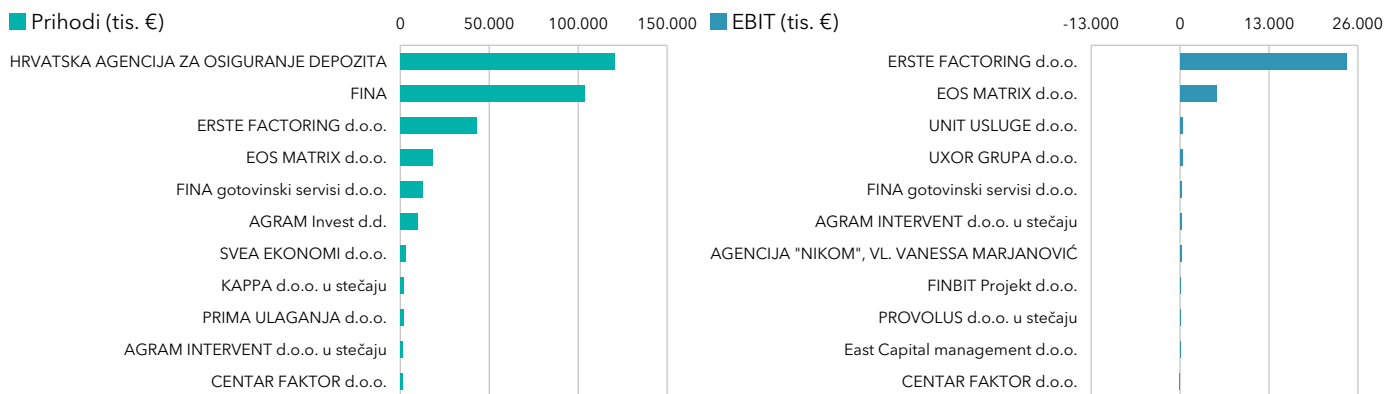 Prihodi (tis. €)
0 50.000 100.000 150.000
HRVATSKA AGENCIJA ZA OSIGURANJE DEPOZITA
FINA
ERSTE FACTORING d.o.o.
EOS MATRIX d.o.o.
FINA gotovinski servisi d.o.o.
AGRAM Invest d.d.
SVEA EKONOMI d.o.o.
KAPPA d.o.o. u stečaju
PRIMA ULAGANJA d.o.o.
AGRAM INTERVENT d.o.o. u stečaju
CENTAR FAKTOR d.o.o.
EBIT (tis. €)
-13.000 0 13.000 26.000
ERSTE FACTORING d.o.o.
EOS MATRIX d.o.o.
UNIT USLUGE d.o.o.
UXOR GRUPA d.o.o.
FINA gotovinski servisi d.o.o.
AGRAM INTERVENT d.o.o. u stečaju
AGENCIJA "NIKOM", VL. VANESSA MARJANOVIĆ
FINBIT Projekt d.o.o.
PROVOLUS d.o.o. u stečaju
East Capital management d.o.o.
CENTAR FAKTOR d.o.o.